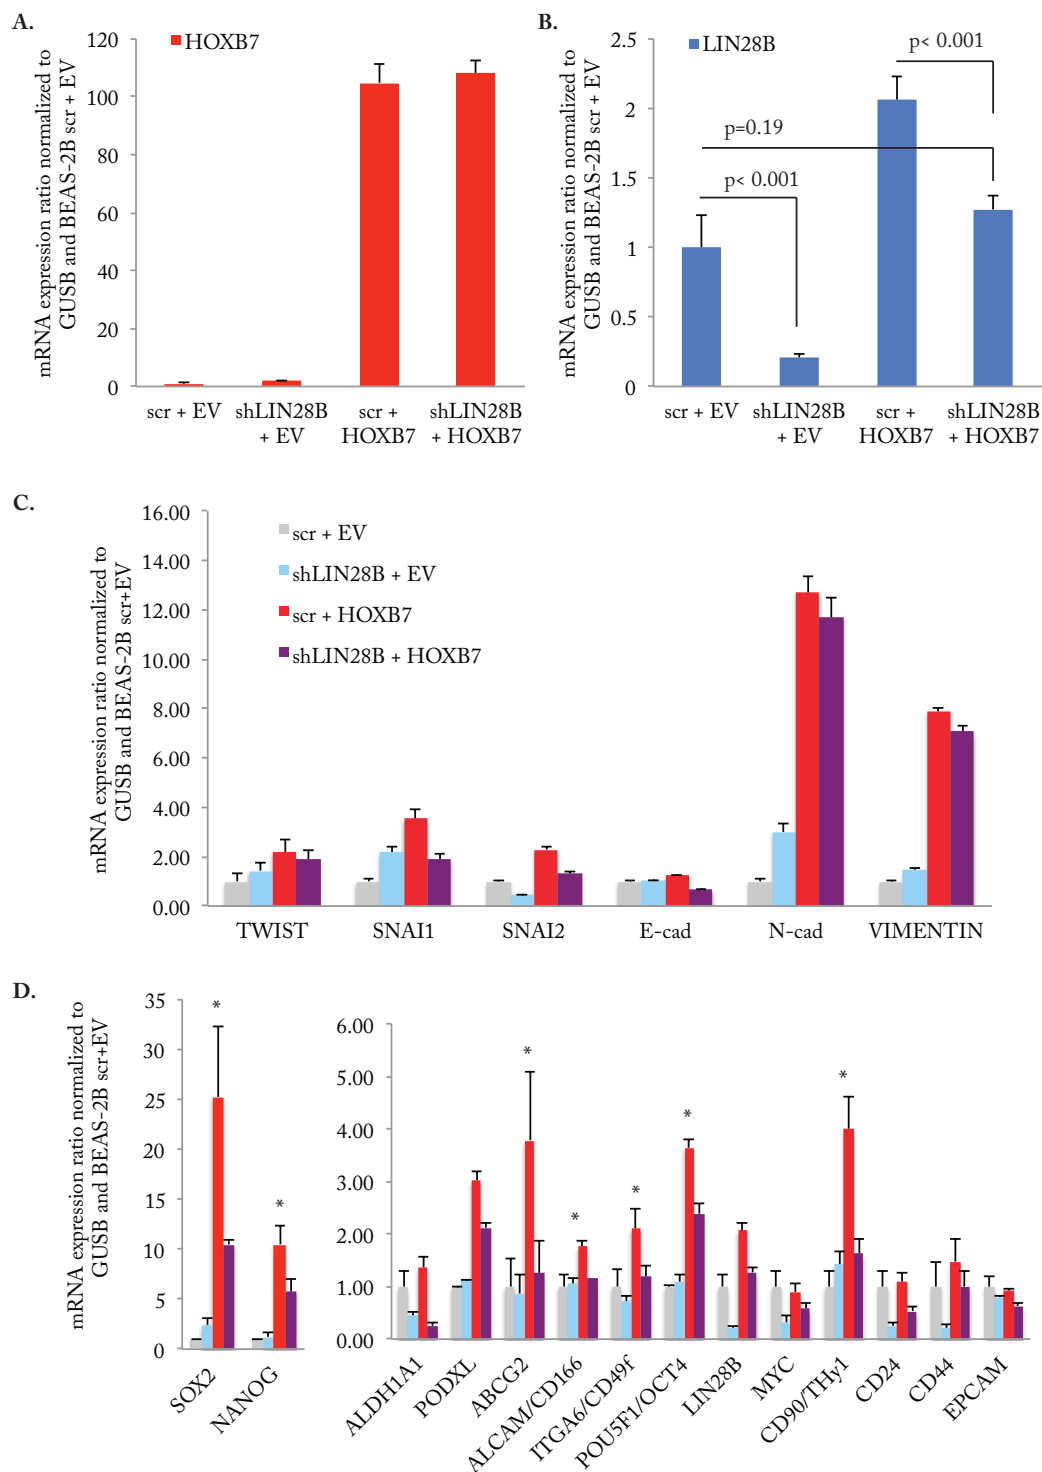 A.
mRNA expression ratio normalized to
GUSB and BEAS-2B scr + EV
120
100
80
60
40
20
0
HOXB7
scr + EV
shLIN28B
+ EV
scr +
HOXB7
shLIN28B
+ HOXB7
B.
mRNA expression ratio normalized to
GUSB and BEAS-2B scr + EV
2.5
2
1.5
1
0.5
0
LIN28B
p< 0.001
p=0.19
p< 0.001
scr + EV
shLIN28B
+ EV
scr +
HOXB7
shLIN28B
+ HOXB7
C.
mRNA expression ratio normalized to
GUSB and BEAS-2B scr+EV
16.00
14.00
12.00
10.00
8.00
6.00
4.00
2.00
0.00
scr + EV
shLIN28B + EV
scr + HOXB7
shLIN28B + HOXB7
TWIST
SNAI1
SNAI2
E-cad
N-cad
VIMENTIN
D.
mRNA expression ratio normalized to
GUSB and BEAS-2B scr+EV
35
30
25
20
15
10
5
0
*
*
SOX2
NANOG
6.00
5.00
4.00
3.00
2.00
1.00
0.00
*
*
*
*
*
ALDH1A1
PODXL
ABCG2
ALCAM/CD166
ITGA6/CD49f
POU5F1/OCT4
LIN28B
MYC
CD90/THy1
CD24
CD44
EPCAM